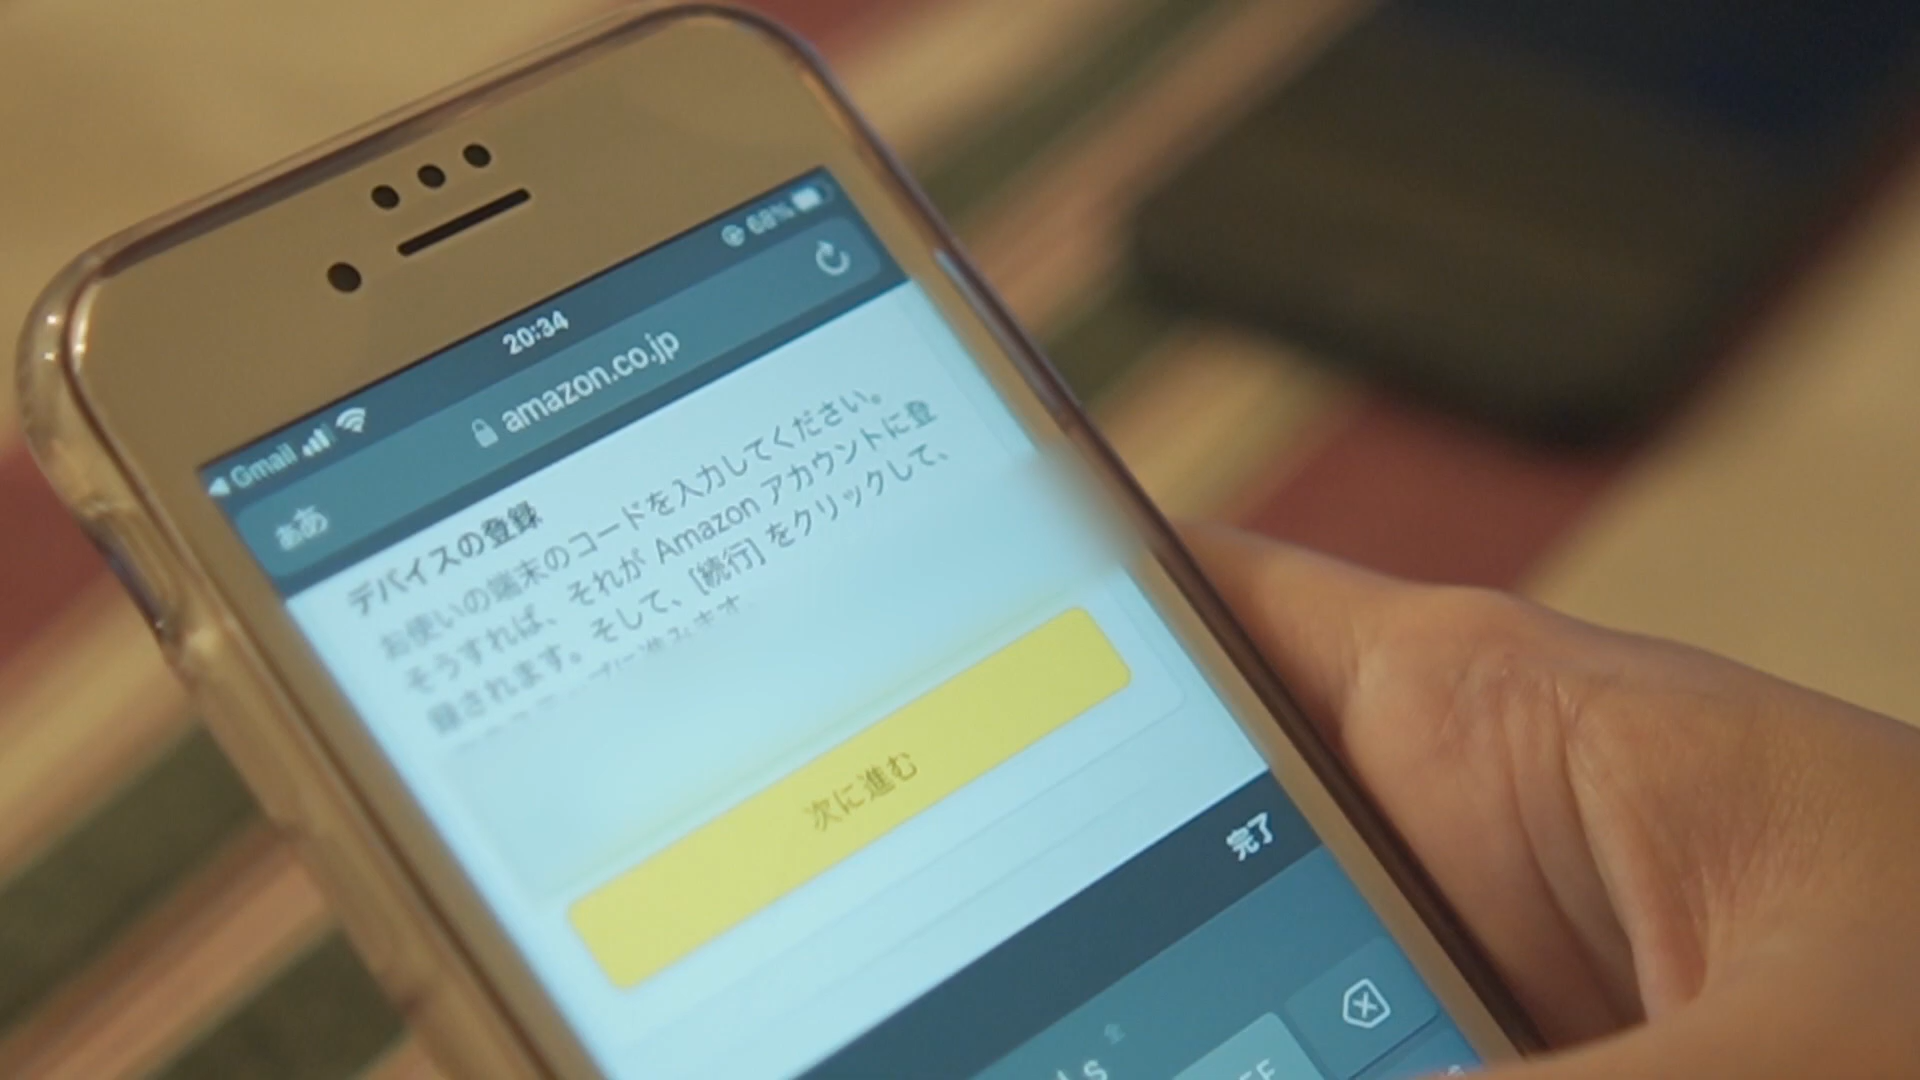 20:34
68%
Gmail
amazon.co.jp
ぁあ
デバイスの登録
お使いの端末のコードを入力してください。
そうすれば、それが Amazon アカウントに登
録されます。そして、[続行] をクリックして、
次に進む
完了